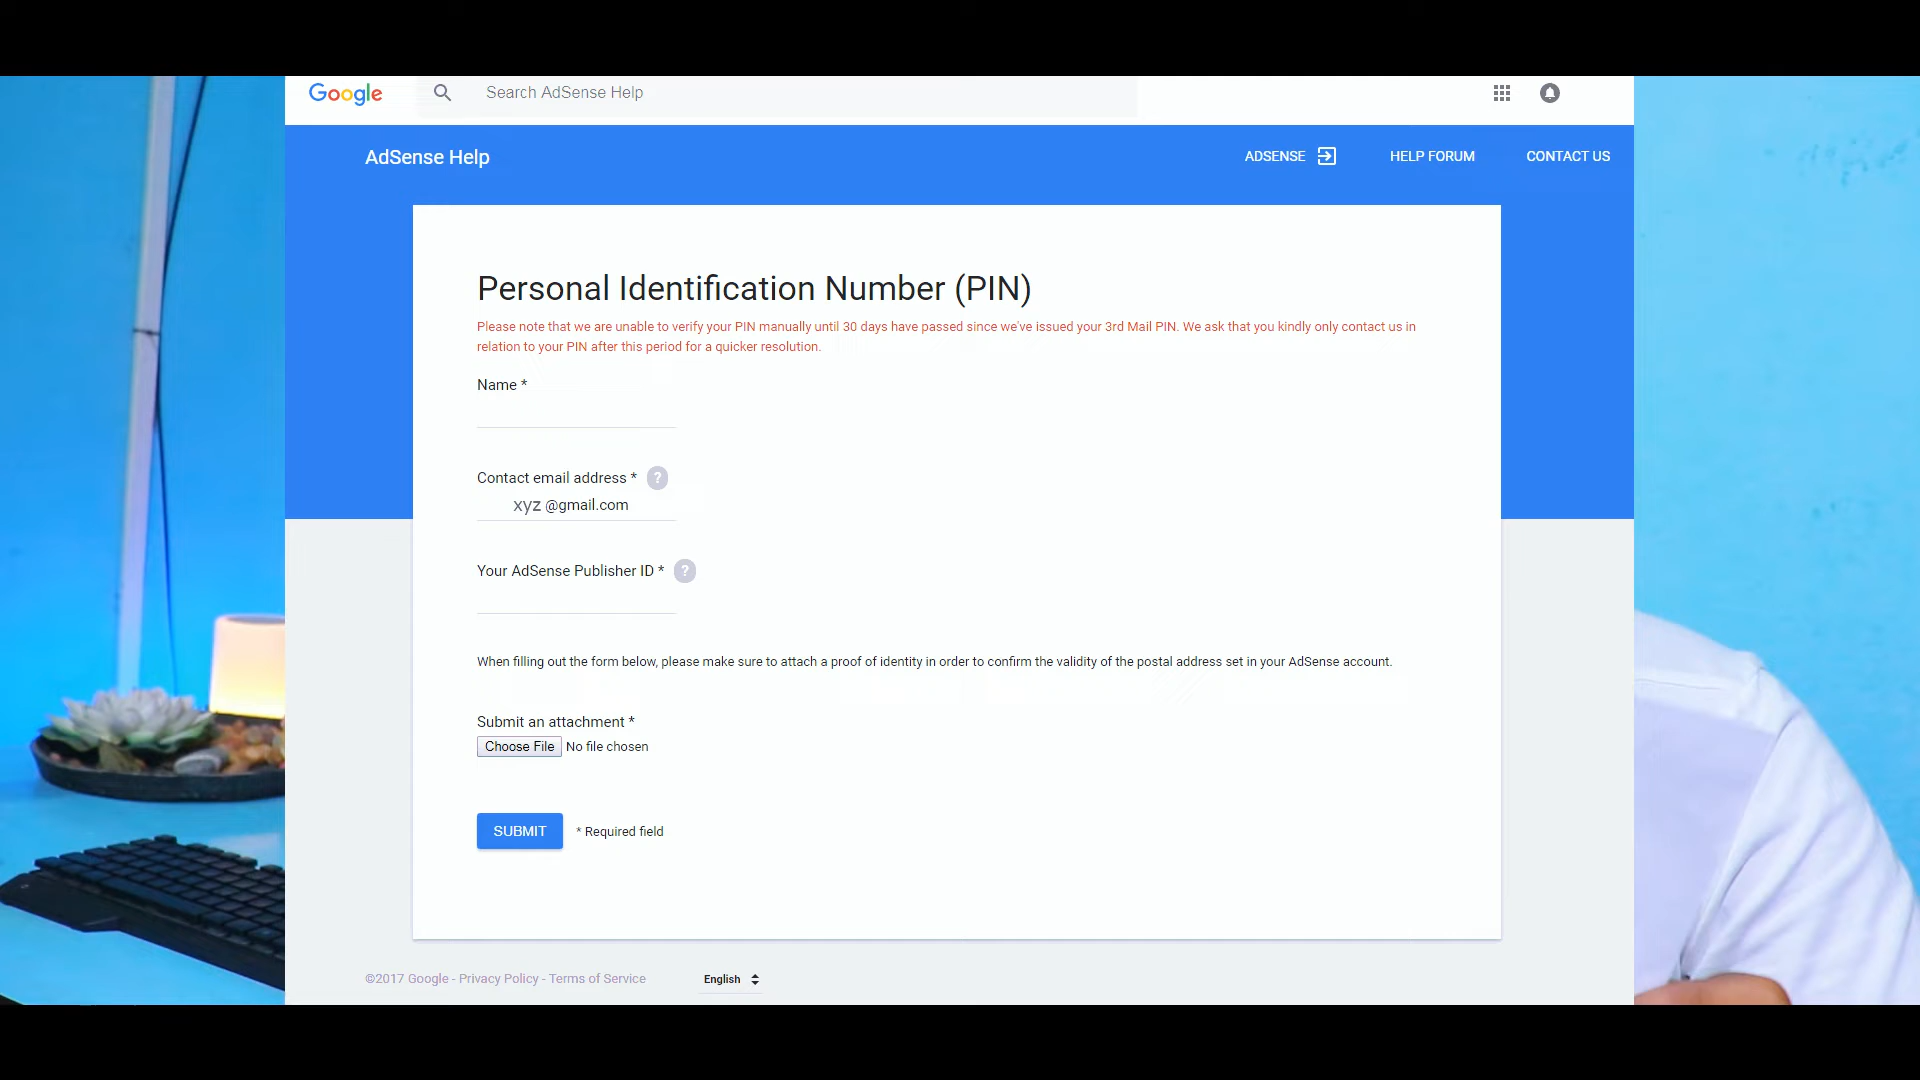 Google
Search AdSense Help
AdSense Help
ADSENSE
HELP FORUM
CONTACT US
Personal Identification Number (PIN)
Please note that we are unable to verify your PIN manually until 30 days have passed since we've issued your 3rd Mail PIN. We ask that you kindly only contact us in
relation to your PIN after this period for a quicker resolution.
Name *
Contact email address * ?
xyz @gmail.com
Your AdSense Publisher ID * ?
When filling out the form below, please make sure to attach a proof of identity in order to confirm the validity of the postal address set in your AdSense account.
Submit an attachment *
Choose File No file chosen
SUBMIT * Required field
©2017 Google - Privacy Policy - Terms of Service English